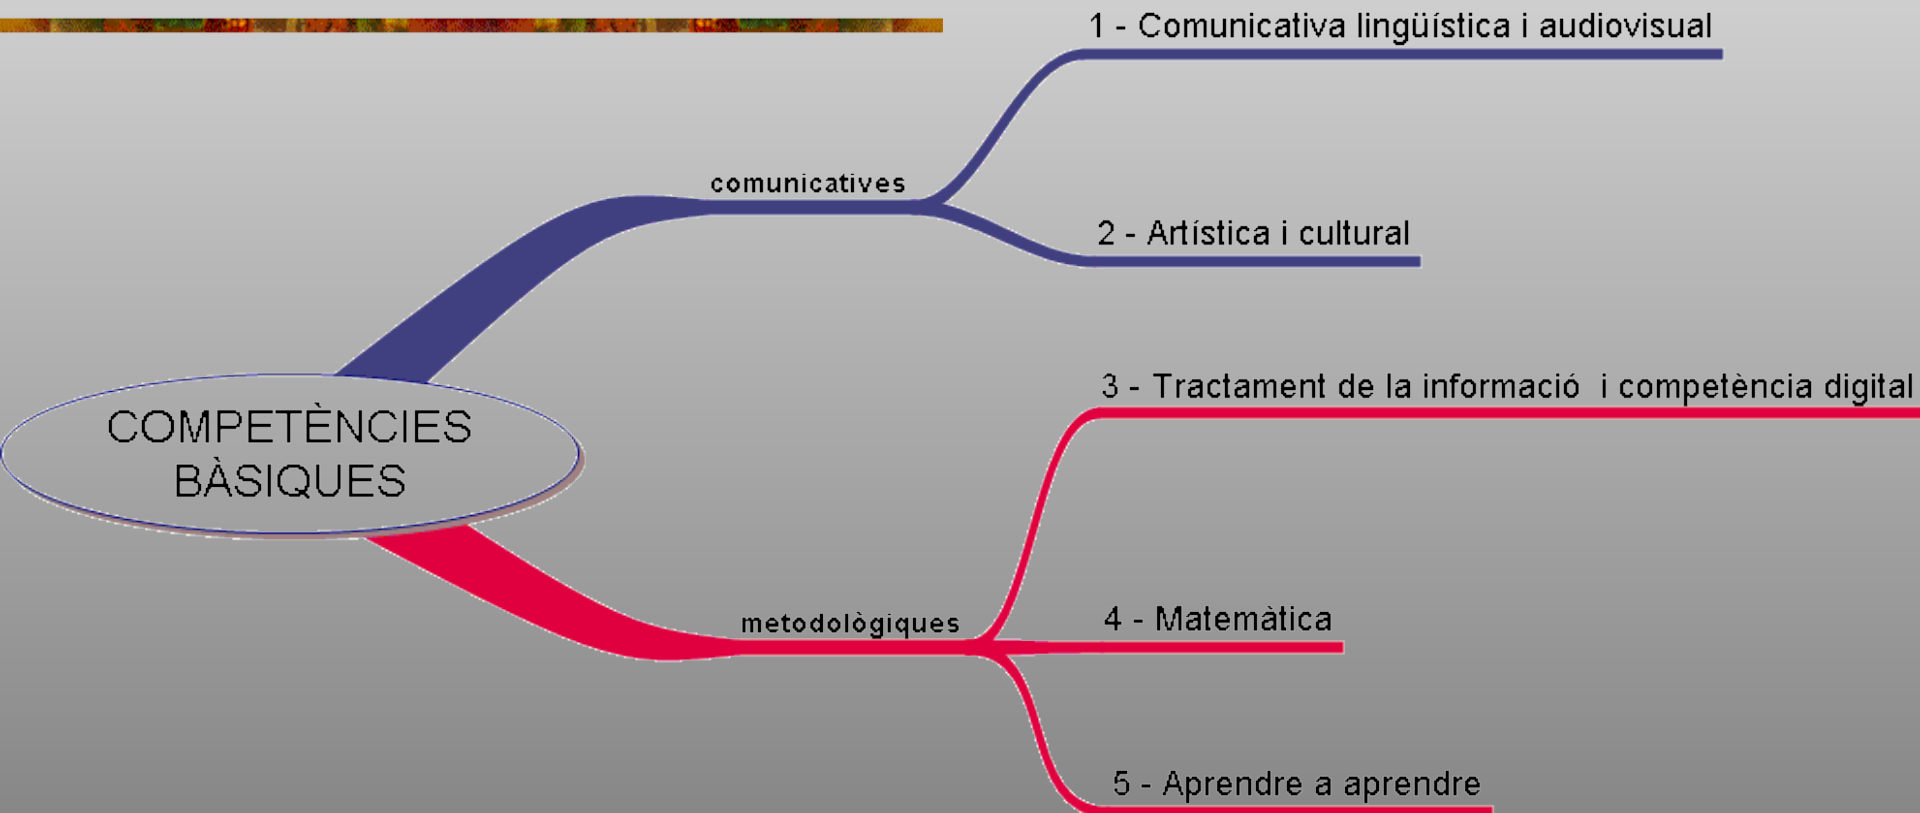 1 - Comunicativa lingüística i audiovisual
comunicatives
2 - Artística i cultural
COMPETÈNCIES
BÀSIQUES
3 - Tractament de la informació  i competència digital
metodològiques
4 - Matemàtica
5 - Aprendre a aprendre